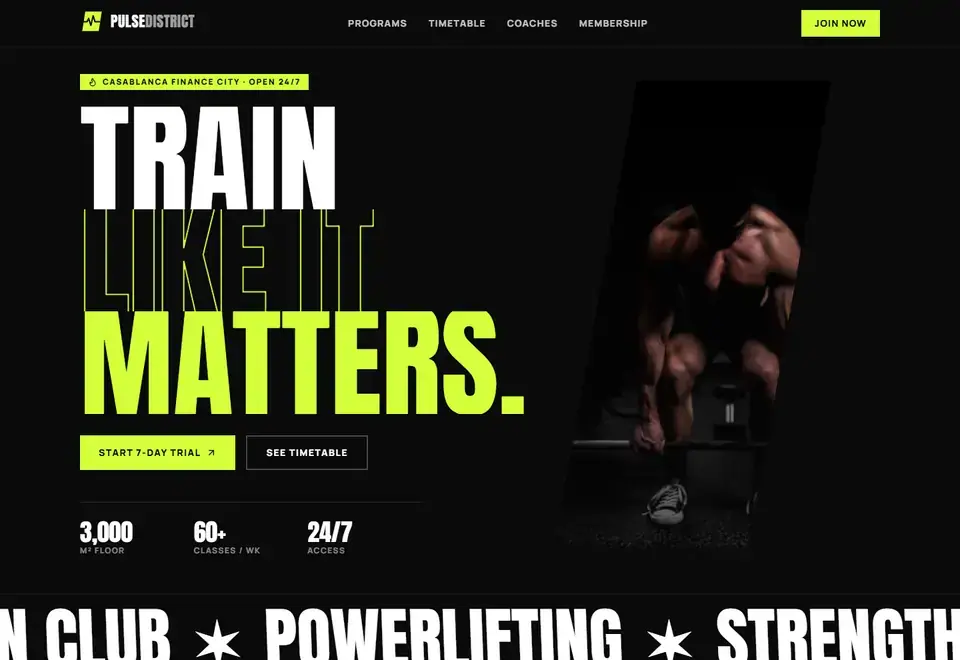 PULSEDISTRICT
PROGRAMS TIMETABLE COACHES MEMBERSHIP
JOIN NOW
CASABLANCA FINANCE CITY · OPEN 24/7
TRAIN
LIKE IT
MATTERS.
START 7-DAY TRIAL
SEE TIMETABLE
3,000 60+ 24/7
M² FLOOR CLASSES / WK ACCESS
N CLUB POWERLIFTING STRENGTH